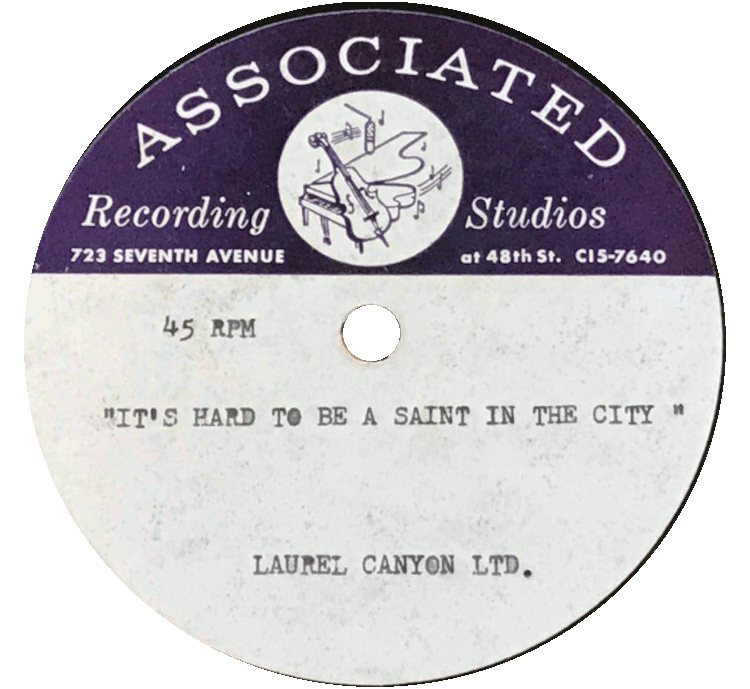 ASSOCIATED
Recording Studios
723 SEVENTH AVENUE at 48th St. CI5-7640
45 RPM
"IT'S HARD TO BE A SAINT IN THE CITY "
LAUREL CANYON LTD.